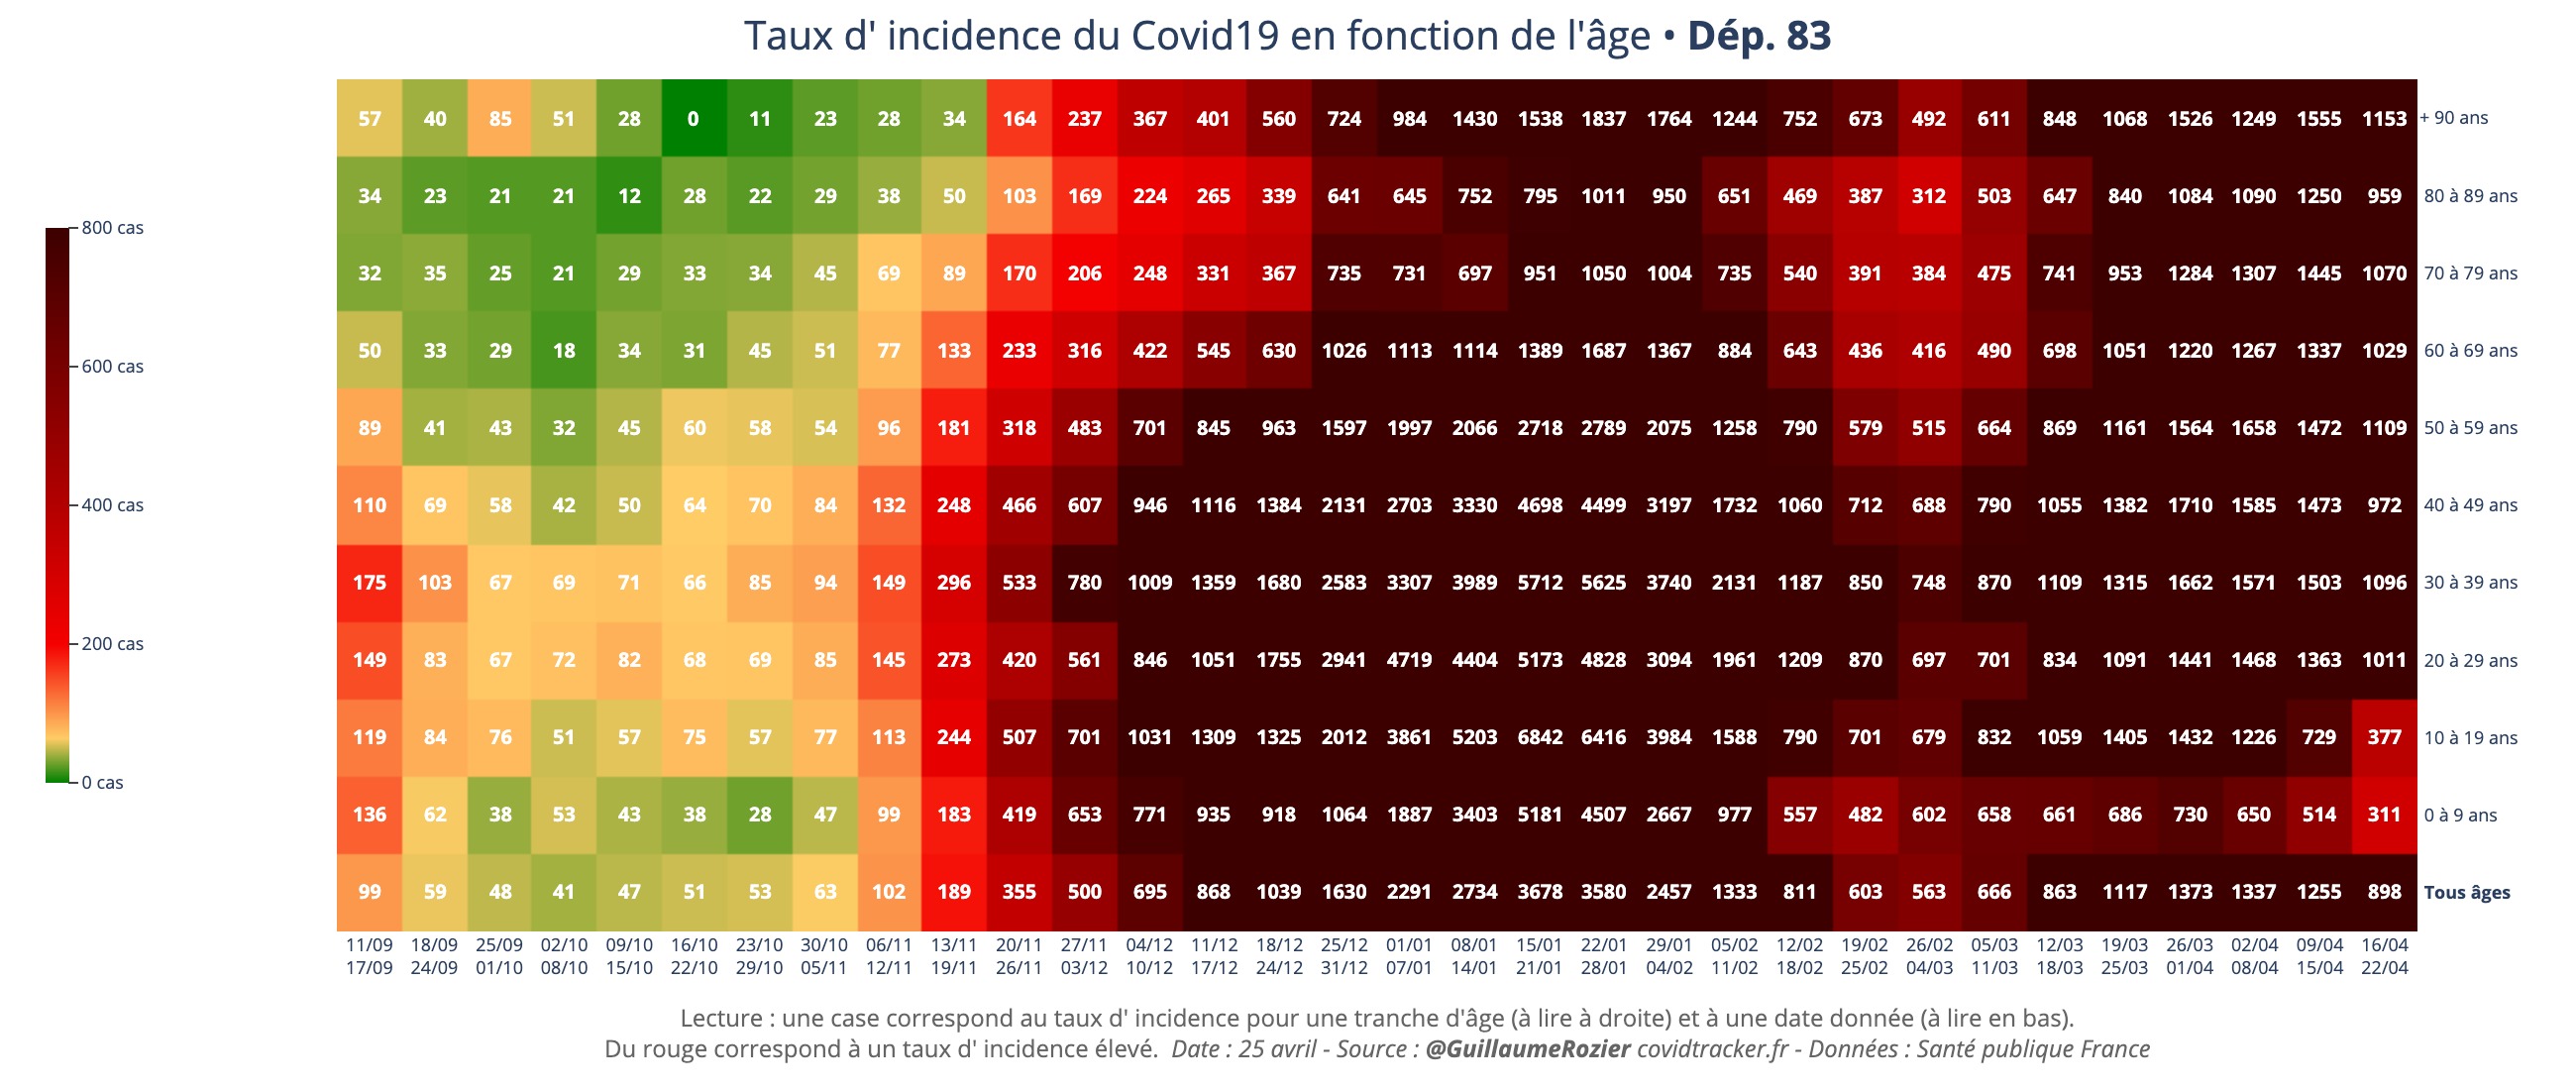 Taux d' incidence du Covid19 en fonction de l'âge • Dép. 83
800 cas
600 cas
400 cas
200 cas
0 cas
57 40 85 51 28 0 11 23 28 34 164 237 367 401 560 724 984 1430 1538 1837 1764 1244 752 673 492 611 848 1068 1526 1249 1555 1153 + 90 ans
34 23 21 21 12 28 22 29 38 50 103 169 224 265 339 641 645 752 795 1011 950 651 469 387 312 503 647 840 1084 1090 1250 959 80 à 89 ans
32 35 25 21 29 33 34 45 69 89 170 206 248 331 367 735 731 697 951 1050 1004 735 540 391 384 475 741 953 1284 1307 1445 1070 70 à 79 ans
50 33 29 18 34 31 45 51 77 133 233 316 422 545 630 1026 1113 1114 1389 1687 1367 884 643 436 416 490 698 1051 1220 1267 1337 1029 60 à 69 ans
89 41 43 32 45 60 58 54 96 181 318 483 701 845 963 1597 1997 2066 2718 2789 2075 1258 790 579 515 664 869 1161 1564 1658 1472 1109 50 à 59 ans
110 69 58 42 50 64 70 84 132 248 466 607 946 1116 1384 2131 2703 3330 4698 4499 3197 1732 1060 712 688 790 1055 1382 1710 1585 1473 972 40 à 49 ans
175 103 67 69 71 66 85 94 149 296 533 780 1009 1359 1680 2583 3307 3989 5712 5625 3740 2131 1187 850 748 870 1109 1315 1662 1571 1503 1096 30 à 39 ans
149 83 67 72 82 68 69 85 145 273 420 561 846 1051 1755 2941 4719 4404 5173 4828 3094 1961 1209 870 697 701 834 1091 1441 1468 1363 1011 20 à 29 ans
119 84 76 51 57 75 57 77 113 244 507 701 1031 1309 1325 2012 3861 5203 6842 6416 3984 1588 790 701 679 832 1059 1405 1432 1226 729 377 10 à 19 ans
136 62 38 53 43 38 28 47 99 183 419 653 771 935 918 1064 1887 3403 5181 4507 2667 977 557 482 602 658 661 686 730 650 514 311 0 à 9 ans
99 59 48 41 47 51 53 63 102 189 355 500 695 868 1039 1630 2291 2734 3678 3580 2457 1333 811 603 563 666 863 1117 1373 1337 1255 898 Tous âges
11/09 18/09 25/09 02/10 09/10 16/10 23/10 30/10 06/11 13/11 20/11 27/11 04/12 11/12 18/12 25/12 01/01 08/01 15/01 22/01 29/01 05/02 12/02 19/02 26/02 05/03 12/03 19/03 26/03 02/04 09/04 16/04
17/09 24/09 01/10 08/10 15/10 22/10 29/10 05/11 12/11 19/11 26/11 03/12 10/12 17/12 24/12 31/12 07/01 14/01 21/01 28/01 04/02 11/02 18/02 25/02 04/03 11/03 18/03 25/03 01/04 08/04 15/04 22/04
Lecture : une case correspond au taux d' incidence pour une tranche d'âge (à lire à droite) et à une date donnée (à lire en bas).
Du rouge correspond à un taux d' incidence élevé. Date : 25 avril - Source : @GuillaumeRozier covidtracker.fr - Données : Santé publique France